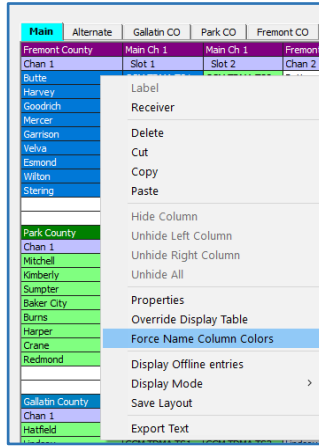 Main Alternate Gallatin CO Park CO Fremont CO
Fremont County Main Ch 1 Main Ch 1 Fremont
Chan 1 Slot 1 Slot 2 Chan 2
Butte
Harvey
Goodrich
Mercer
Garrison
Velva
Esmond
Wilton
Stering
Park County
Chan 1
Mitchell
Kimberly
Sumpter
Baker City
Burns
Harper
Crane
Redmond
Gallatin County
Chan 1
Hatfield
Label
Receiver
Delete
Cut
Copy
Paste
Hide Column
Unhide Left Column
Unhide Right Column
Unhide All
Properties
Override Display Table
Force Name Column Colors
Display Offline entries
Display Mode >
Save Layout
Export Text